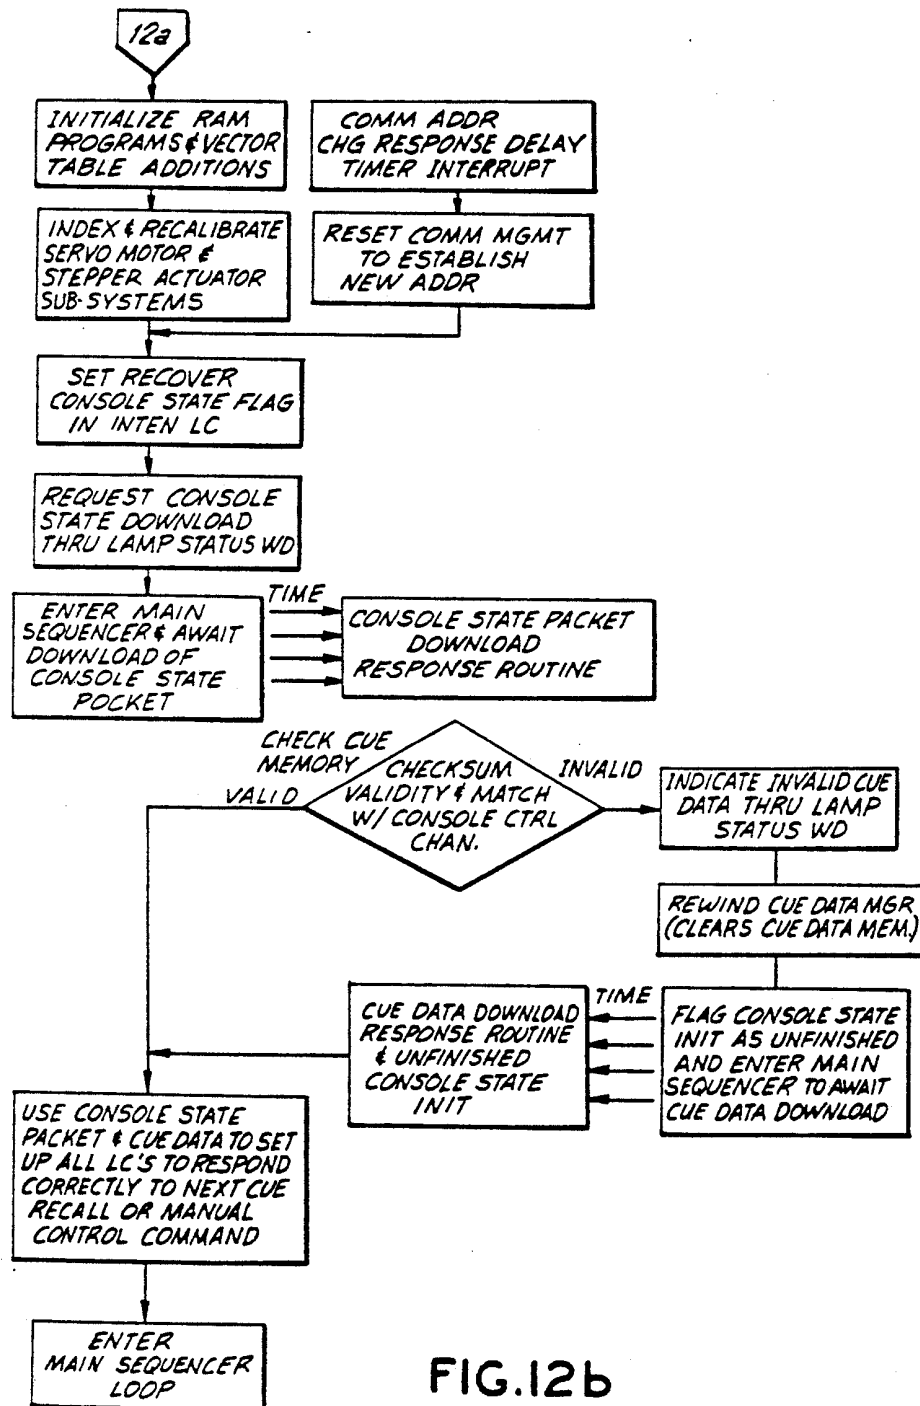 12a
INITIALIZE RAM
PROGRAMS & VECTOR
TABLE ADDITIONS
COMM ADDR
CHG RESPONSE DELAY
TIMER INTERRUPT
INDEX & RECALIBRATE
SERVO MOTOR &
STEPPER ACTUATOR
SUB-SYSTEMS
RESET COMM MGMT
TO ESTABLISH
NEW ADDR
SET RECOVER
CONSOLE STATE FLAG
IN INTEN LC
REQUEST CONSOLE
STATE DOWNLOAD
THRU LAMP STATUS WD
ENTER MAIN
SEQUENCER & AWAIT
DOWNLOAD OF
CONSOLE STATE
POCKET
TIME
CONSOLE STATE PACKET
DOWNLOAD
RESPONSE ROUTINE
CHECK CUE
MEMORY
VALID
CHECKSUM
VALIDITY & MATCH
W/ CONSOLE CTRL
CHAN.
INVALID
INDICATE INVALID CUE
DATA THRU LAMP
STATUS WD
REWIND CUE DATA MGR
(CLEARS CUE DATA MEM.)
FLAG CONSOLE STATE
INIT AS UNFINISHED
AND ENTER MAIN
SEQUENCER TO AWAIT
CUE DATA DOWNLOAD
TIME
CUE DATA DOWNLOAD
RESPONSE ROUTINE
& UNFINISHED
CONSOLE STATE
INIT
USE CONSOLE STATE
PACKET & CUE DATA TO SET
UP ALL LC'S TO RESPOND
CORRECTLY TO NEXT CUE
RECALL OR MANUAL
CONTROL COMMAND
ENTER
MAIN SEQUENCER
LOOP
FIG.12b